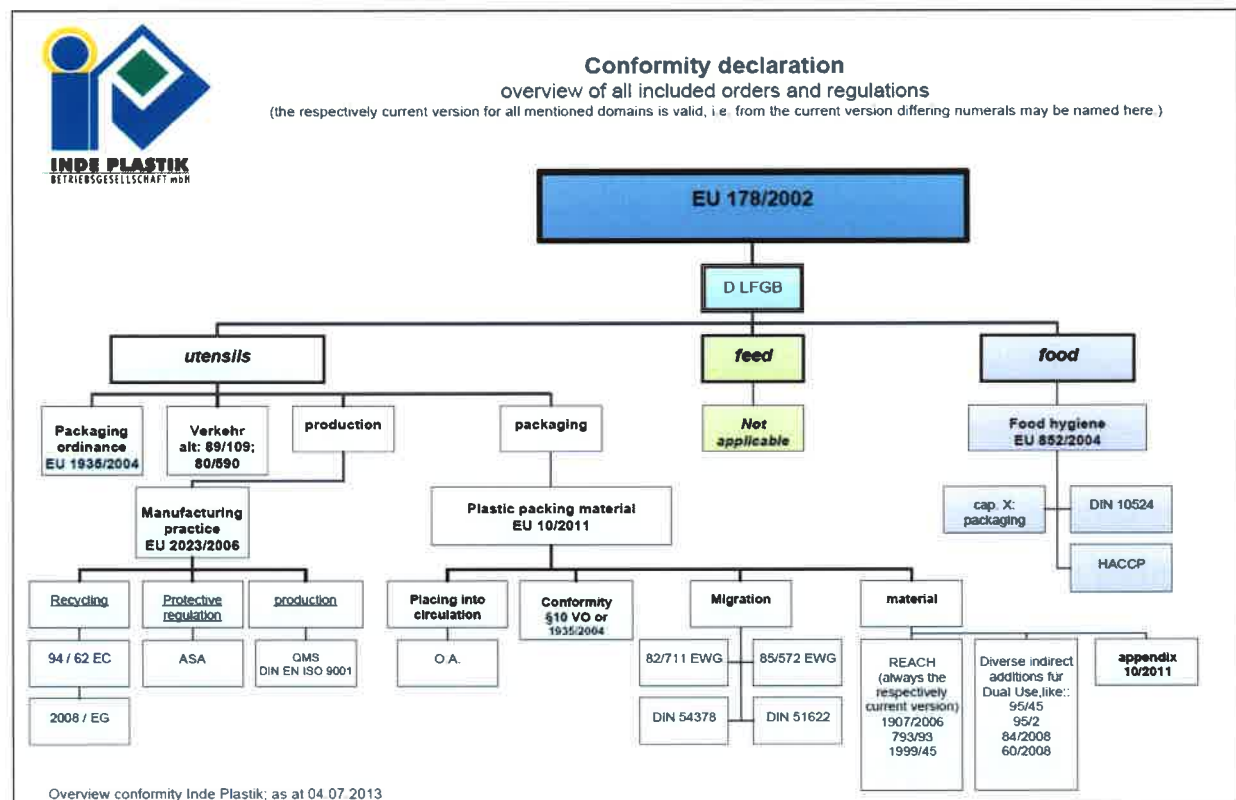 INDE PLASTIK
BETRIEBSGESELLSCHAFT mbH
Conformity declaration
overview of all included orders and regulations
(the respectively current version for all mentioned domains is valid, i.e. from the current version differing numerals may be named here.)
EU 178/2002
D LFGB
utensils
feed
food
Packaging
ordinance
EU 1935/2004
Verkehr
alt: 89/109;
80/590
production
packaging
Not
applicable
Food hygiene
EU 852/2004
Manufacturing
practice
EU 2023/2006
Plastic packing material
EU 10/2011
cap. X:
packaging
DIN 10524
HACCP
Recycling
Protective
regulation
production
Placing into
circulation
Conformity
§10 VO or
1935/2004
Migration
material
94 / 62 EC
ASA
QMS
DIN EN ISO 9001
O.A.
82/711 EWG
85/572 EWG
REACH
(always the
respectively
current version)
1907/2006
793/93
1999/45
Diverse indirect
additions für
Dual Use,like::
95/45
95/2
84/2008
60/2008
appendix
10/2011
2008 / EG
DIN 54378
DIN 51622
Overview conformity Inde Plastik; as at 04.07.2013